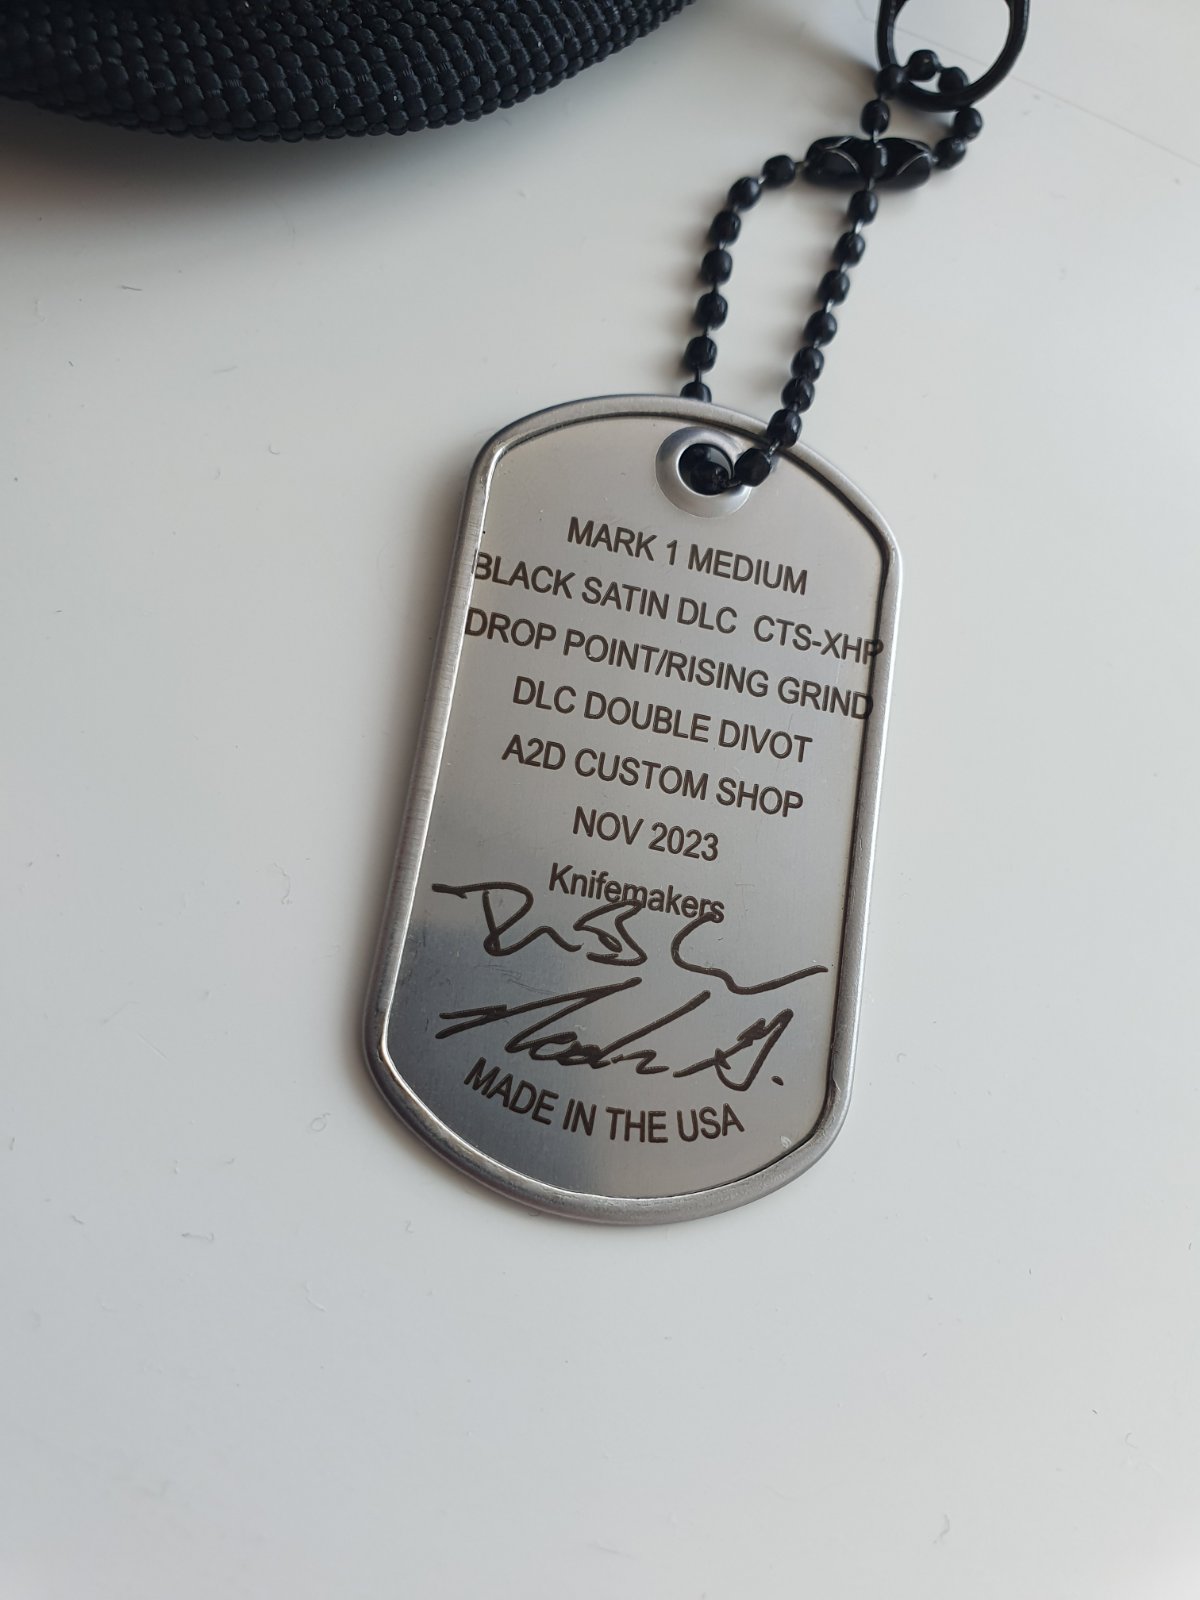 MARK 1 MEDIUM
BLACK SATIN DLC CTS-XHP
DROP POINT/RISING GRIND
DLC DOUBLE DIVOT
A2D CUSTOM SHOP
NOV 2023
Knifemakers
MADE IN THE USA